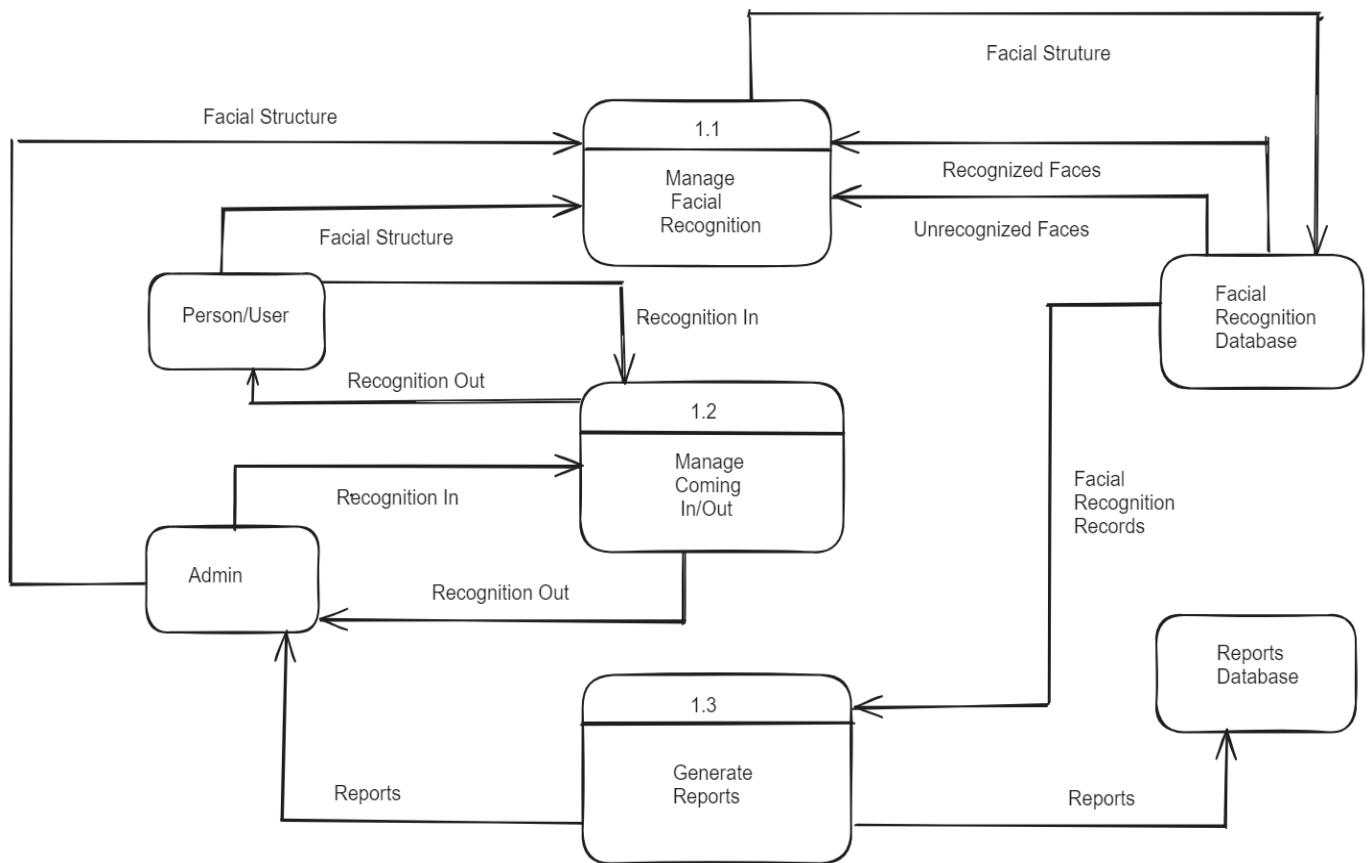 Facial Struture
Facial Structure
1.1
Manage
Facial
Recognition
Recognized Faces
Unrecognized Faces
Facial Structure
Person/User
Recognition In
Facial
Recognition
Database
Recognition Out
1.2
Manage
Coming
In/Out
Recognition In
Facial
Recognition
Records
Admin
Recognition Out
Reports
Database
1.3
Generate
Reports
Reports
Reports